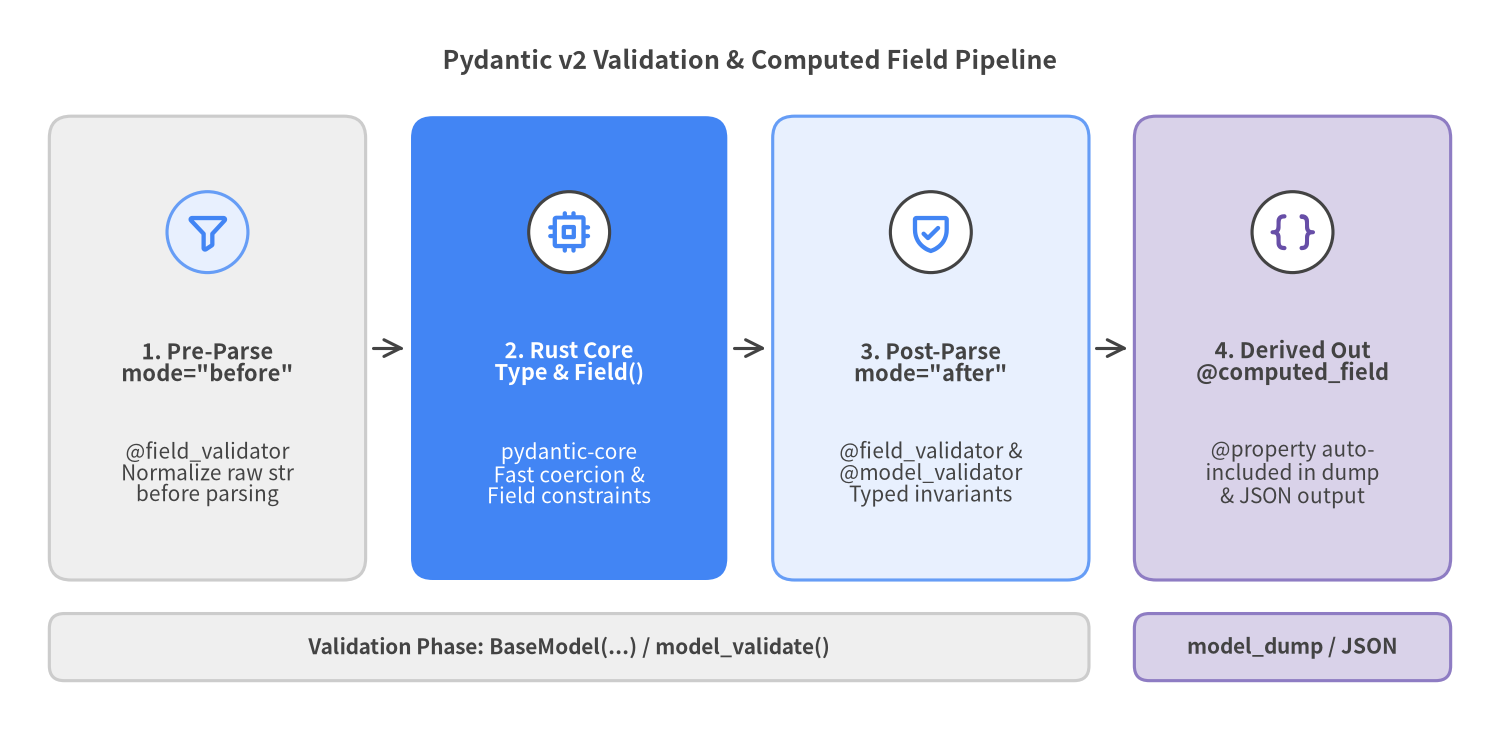 Pydantic v2 Validation & Computed Field Pipeline
1. Pre-Parse
mode="before"
@field_validator
Normalize raw str
before parsing
2. Rust Core
Type & Field()
pydantic-core
Fast coercion &
Field constraints
3. Post-Parse
mode="after"
@field_validator &
@model_validator
Typed invariants
{ }
4. Derived Out
@computed_field
@property auto-
included in dump
& JSON output
Validation Phase: BaseModel(...) / model_validate()
model_dump / JSON